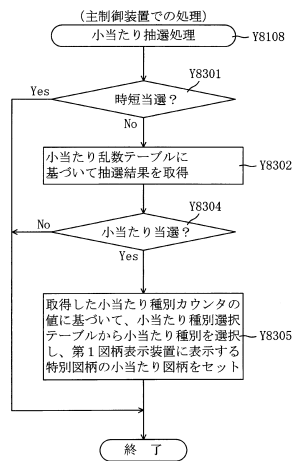 (主制御装置での処理)
小当たり抽選処理
Y8108
Y8301
Yes
時短当選？
No
小当たり乱数テーブルに
基づいて抽選結果を取得
Y8302
Y8304
No
小当たり当選？
Yes
取得した小当たり種別カウンタの
値に基づいて、小当たり種別選択
テーブルから小当たり種別を選択
し、第１図柄表示装置に表示する
特別図柄の小当たり図柄をセット
Y8305
終 了